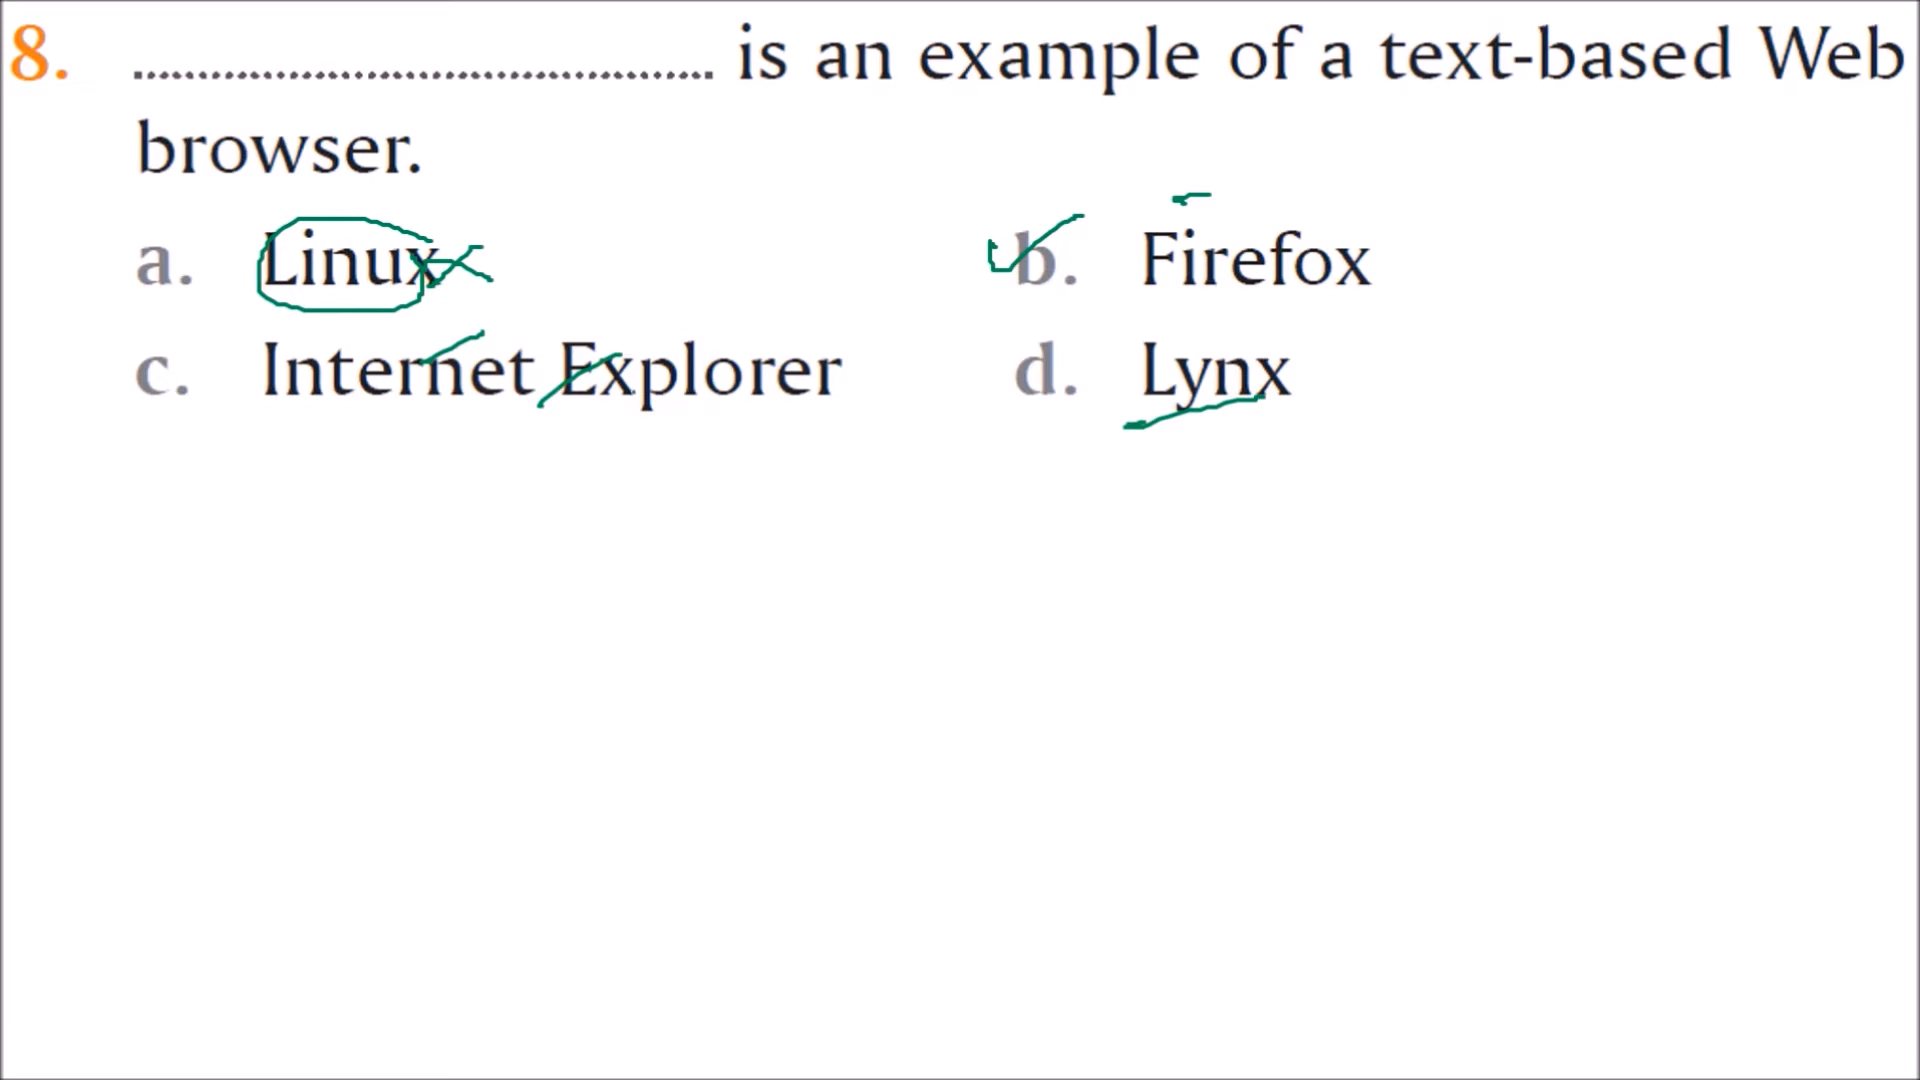 8. ............................................. is an example of a text-based Web
browser.
a. Linux b. Firefox
c. Internet Explorer d. Lynx